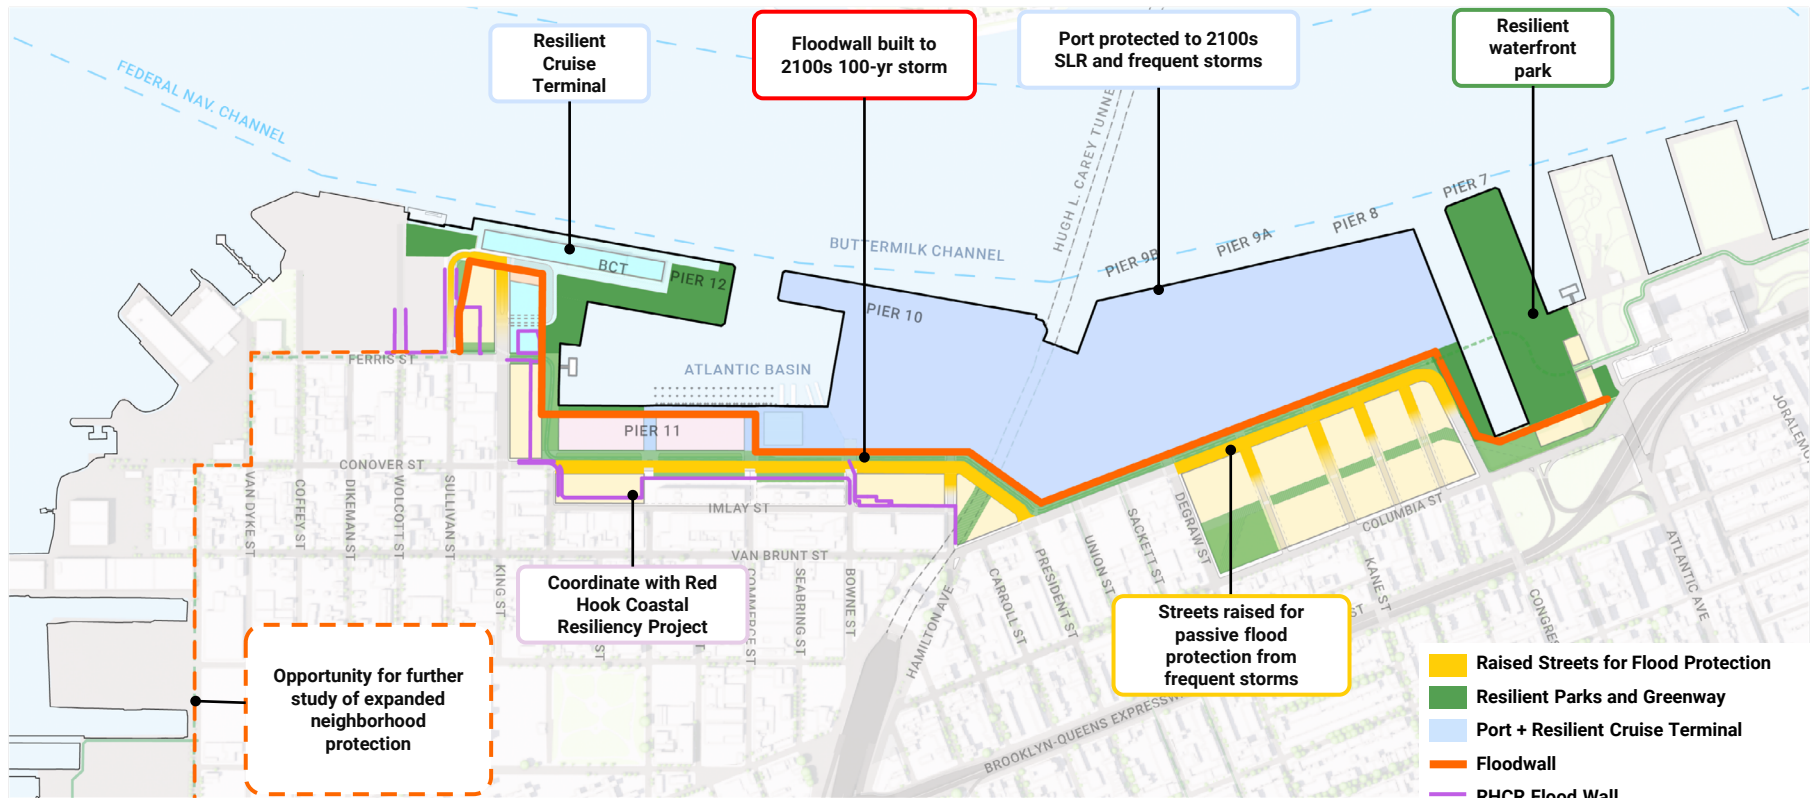 Resilient
Cruise
Terminal
Floodwall built to
2100s 100-yr storm
Port protected to 2100s
SLR and frequent storms
Resilient
waterfront
park
FEDERAL NAV. CHANNEL
HUGH L. CAREY TUNNE
BUTTERMILK CHANNEL
PIER 7
PIER 8
PIER 9A
PIER 9B
BCT
PIER 12
PIER 10
ATLANTIC BASIN
FERRIS ST
PIER 11
CONOVER ST
VAN DYKE ST
COFFEY ST
DIKEMAN ST
WOLCOTT ST
SULLIVAN ST
IMLAY ST
VAN BRUNT ST
KING ST
COMMERCE ST
SEABRING ST
BOWNE ST
HAMILTON AVE
CARROLL ST
PRESIDENT ST
UNION ST
SACKETT ST
DEGRAW ST
COLUMBIA ST
KANE ST
CONGRE
ATLANTIC AVE
JORALEMO
ST
ST
BROOKLYN-QUEENS EXPRESSW
Coordinate with Red
Hook Coastal
Resiliency Project
Streets raised for
passive flood
protection from
frequent storms
Opportunity for further
study of expanded
neighborhood
protection
Raised Streets for Flood Protection
Resilient Parks and Greenway
Port + Resilient Cruise Terminal
Floodwall
RHCR Flood Wall